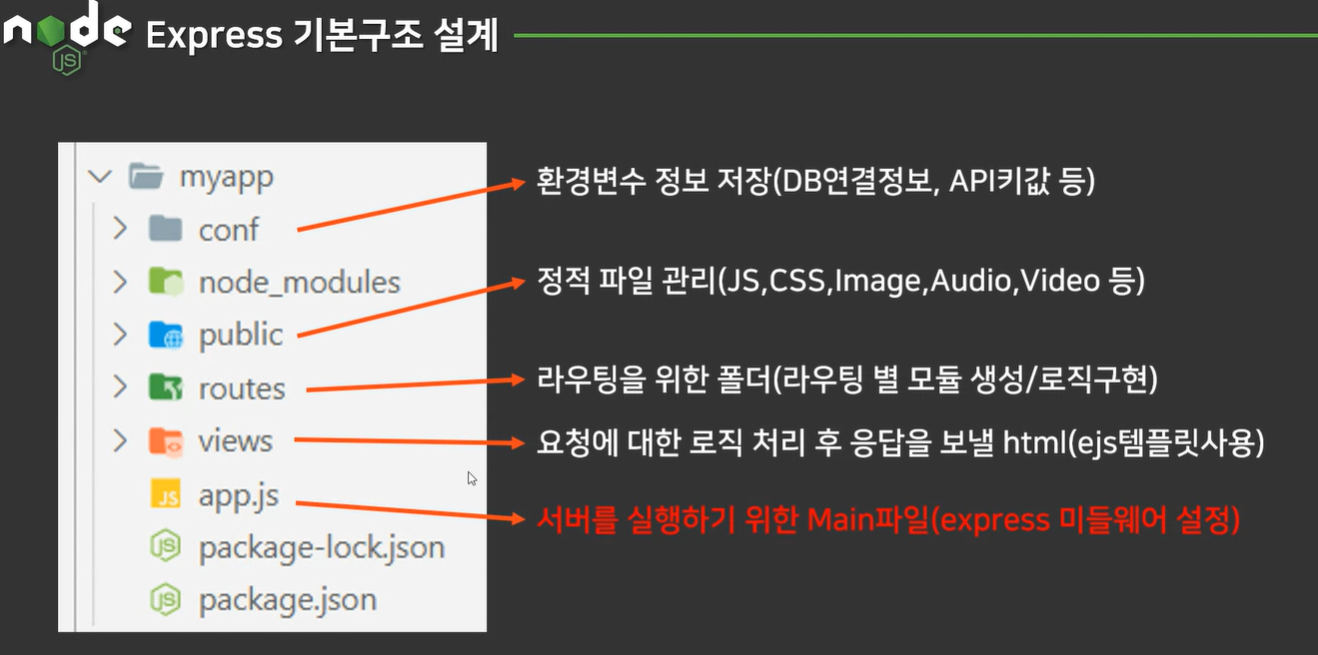 node
JS
Express 기본구조 설계
myapp
conf
환경변수 정보 저장(DB연결정보, API키값 등)
node_modules
public
정적 파일 관리(JS,CSS,Image,Audio,Video 등)
routes
라우팅을 위한 폴더(라우팅 별 모듈 생성/로직구현)
views
요청에 대한 로직 처리 후 응답을 보낼 html(ejs템플릿사용)
JS
app.js
서버를 실행하기 위한 Main파일(express 미들웨어 설정)
JS
package-lock.json
JS
package.json